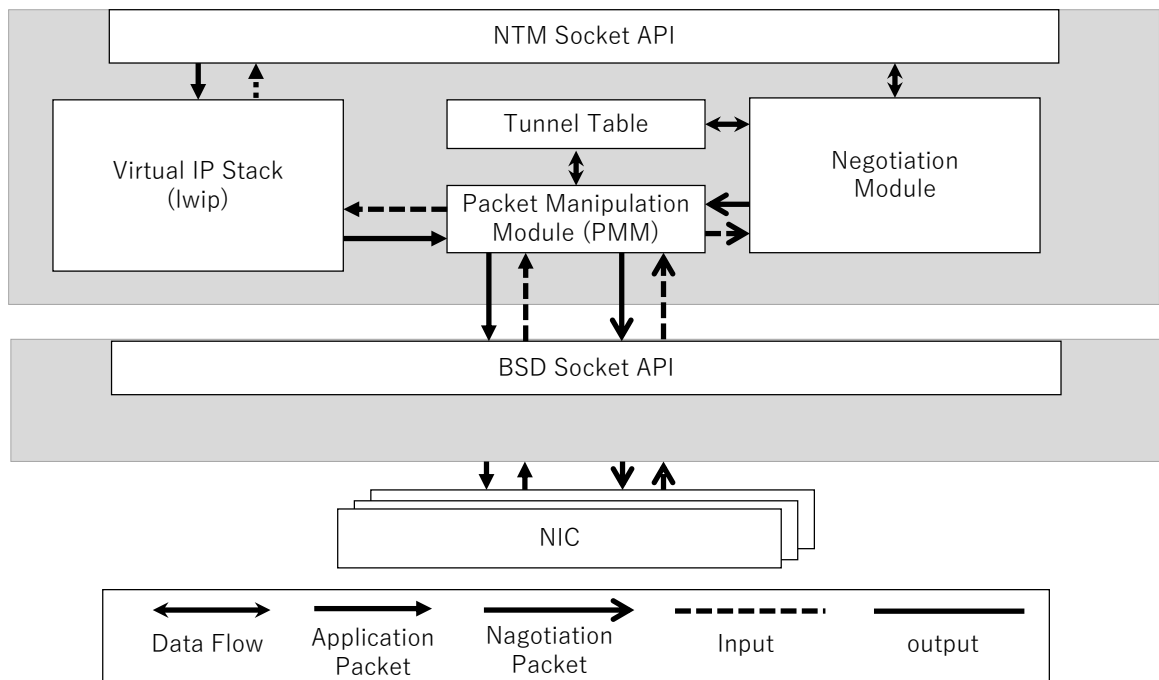 NTM Socket API
Virtual IP Stack
(lwip)
Tunnel Table
Negotiation
Module
Packet Manipulation
Module (PMM)
BSD Socket API
NIC
Data Flow
Application
Packet
Nagotiation
Packet
Input
output